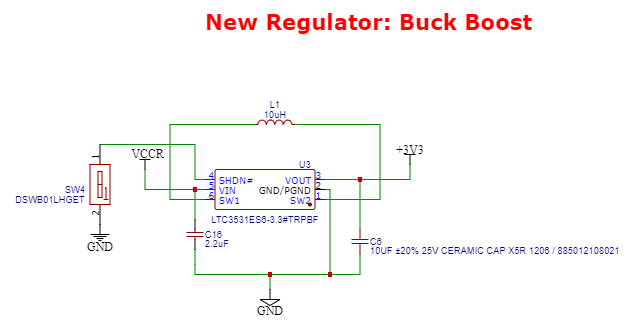 New Regulator: Buck Boost
L1
10uH
VCCR
+3V3
U3
1
4
SHDN#
VOUT
3
5
VIN
GND/PGND
2
6
SW1
SW2
1
SW4
DSWB01LHGET
1
2
LTC3531ES6-3.3#TRPBF
GND
C16
2.2uF
C6
10UF ±20% 25V CERAMIC CAP X5R 1206 / 885012108021
GND